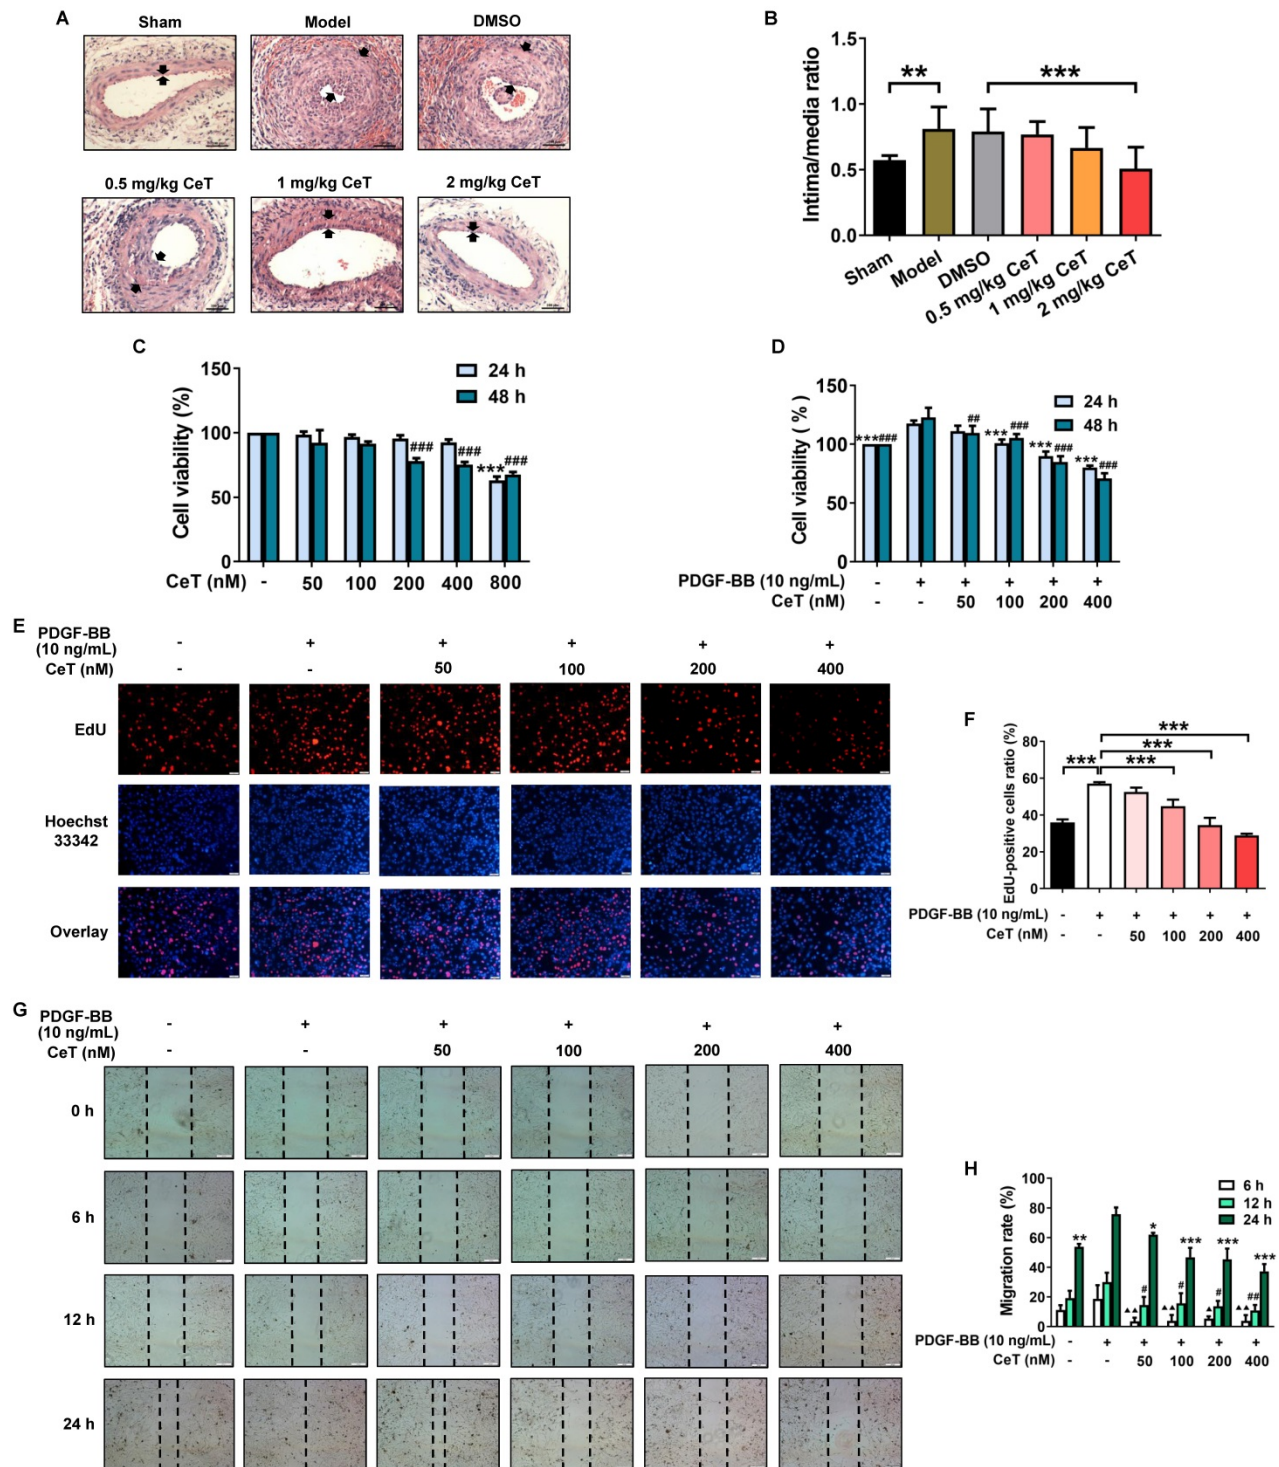 A
Sham
Model
DMSO
0.5 mg/kg CeT
1 mg/kg CeT
2 mg/kg CeT
B
Intima/media ratio
1.5
1.0
0.5
0.0
**
***
Sham
Model
DMSO
0.5 mg/kg CeT
1 mg/kg CeT
2 mg/kg CeT
C
Cell viability (%)
150
100
50
0
24 h
48 h
###
###
***
###
CeT (nM)
-
50
100
200
400
800
D
Cell viability ( % )
150
100
50
0
24 h
48 h
***###
##
***
###
***
###
***
###
PDGF-BB (10 ng/mL)
- + + + + +
CeT (nM)
- - 50 100 200 400
E
PDGF-BB
(10 ng/mL)
- + + + + +
CeT (nM)
- - 50 100 200 400
EdU
Hoechst
33342
Overlay
F
EdU-positive cells ratio (%)
80
60
40
20
0
***
***
***
***
PDGF-BB (10 ng/mL)
- + + + + +
CeT (nM)
- - 50 100 200 400
G
PDGF-BB
(10 ng/mL)
- + + + + +
CeT (nM)
- - 50 100 200 400
0 h
6 h
12 h
24 h
H
Migration rate (%)
100
80
60
40
20
0
6 h
12 h
24 h
**
▲▲
#
*
▲▲
#
***
▲
#
***
▲▲
##
***
PDGF-BB (10 ng/mL)
- + + + + +
CeT (nM)
- - 50 100 200 400